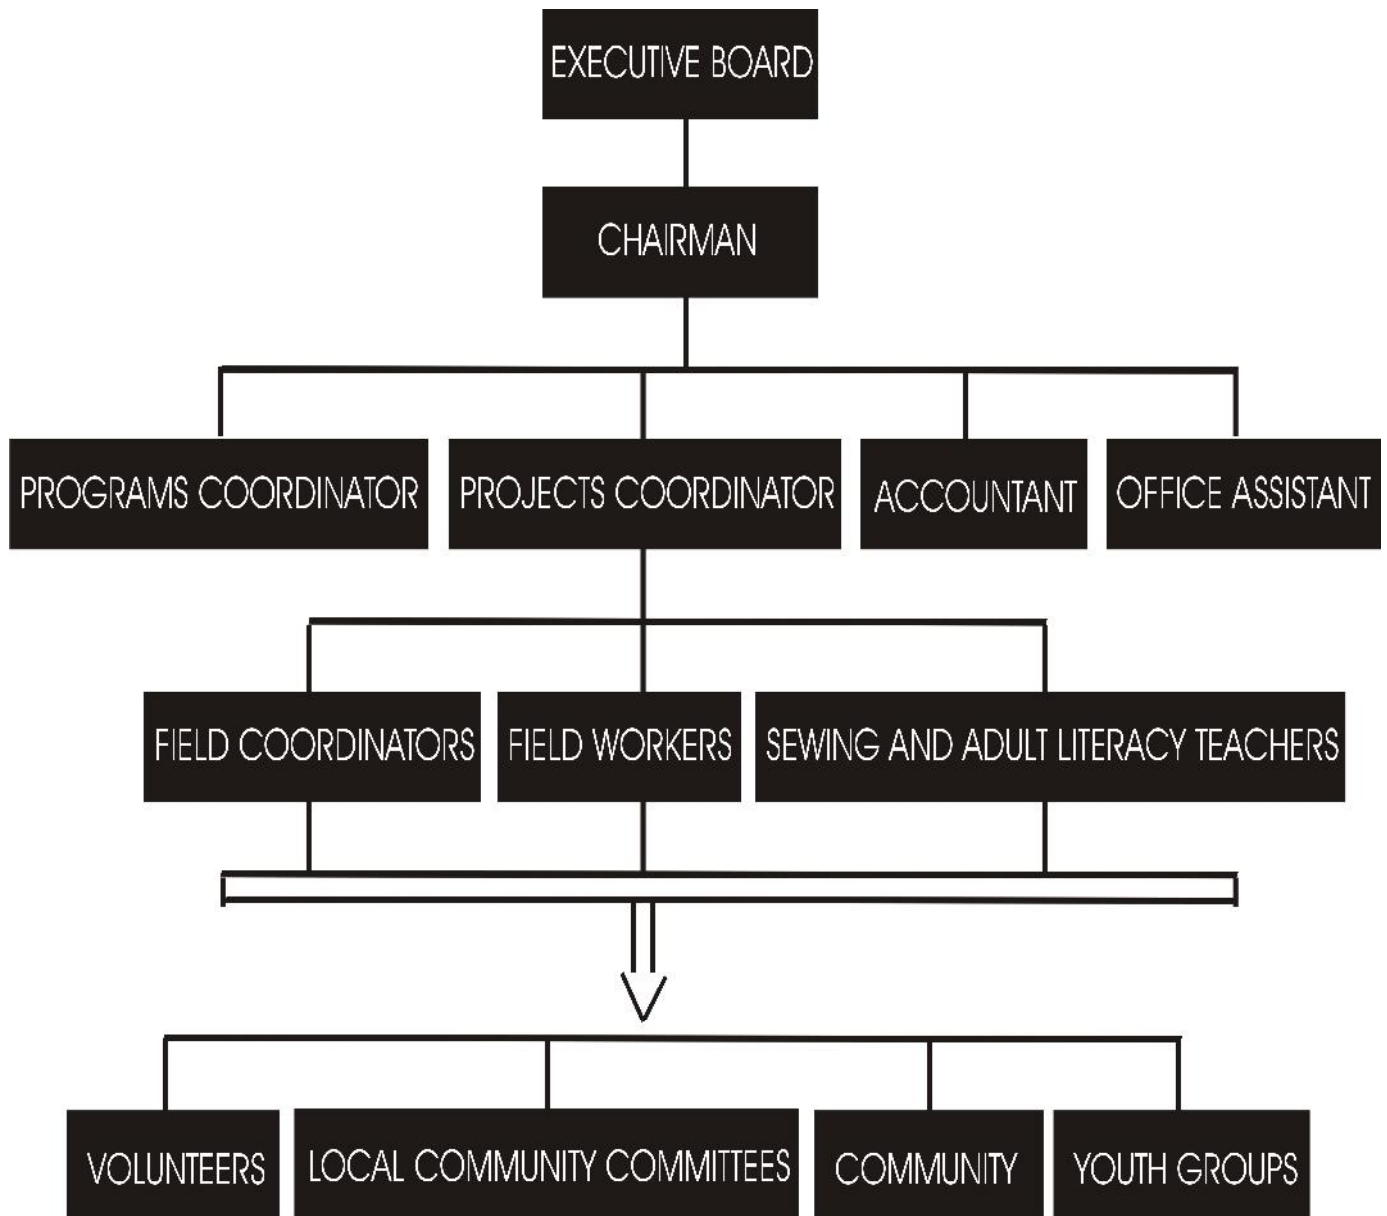 EXECUTIVE BOARD
CHAIRMAN
PROGRAMS COORDINATOR
PROJECTS COORDINATOR
ACCOUNTANT
OFFICE ASSISTANT
FIELD COORDINATORS
FIELD WORKERS
SEWING AND ADULT LITERACY TEACHERS
VOLUNTEERS
LOCAL COMMUNITY COMMITTEES
COMMUNITY
YOUTH GROUPS